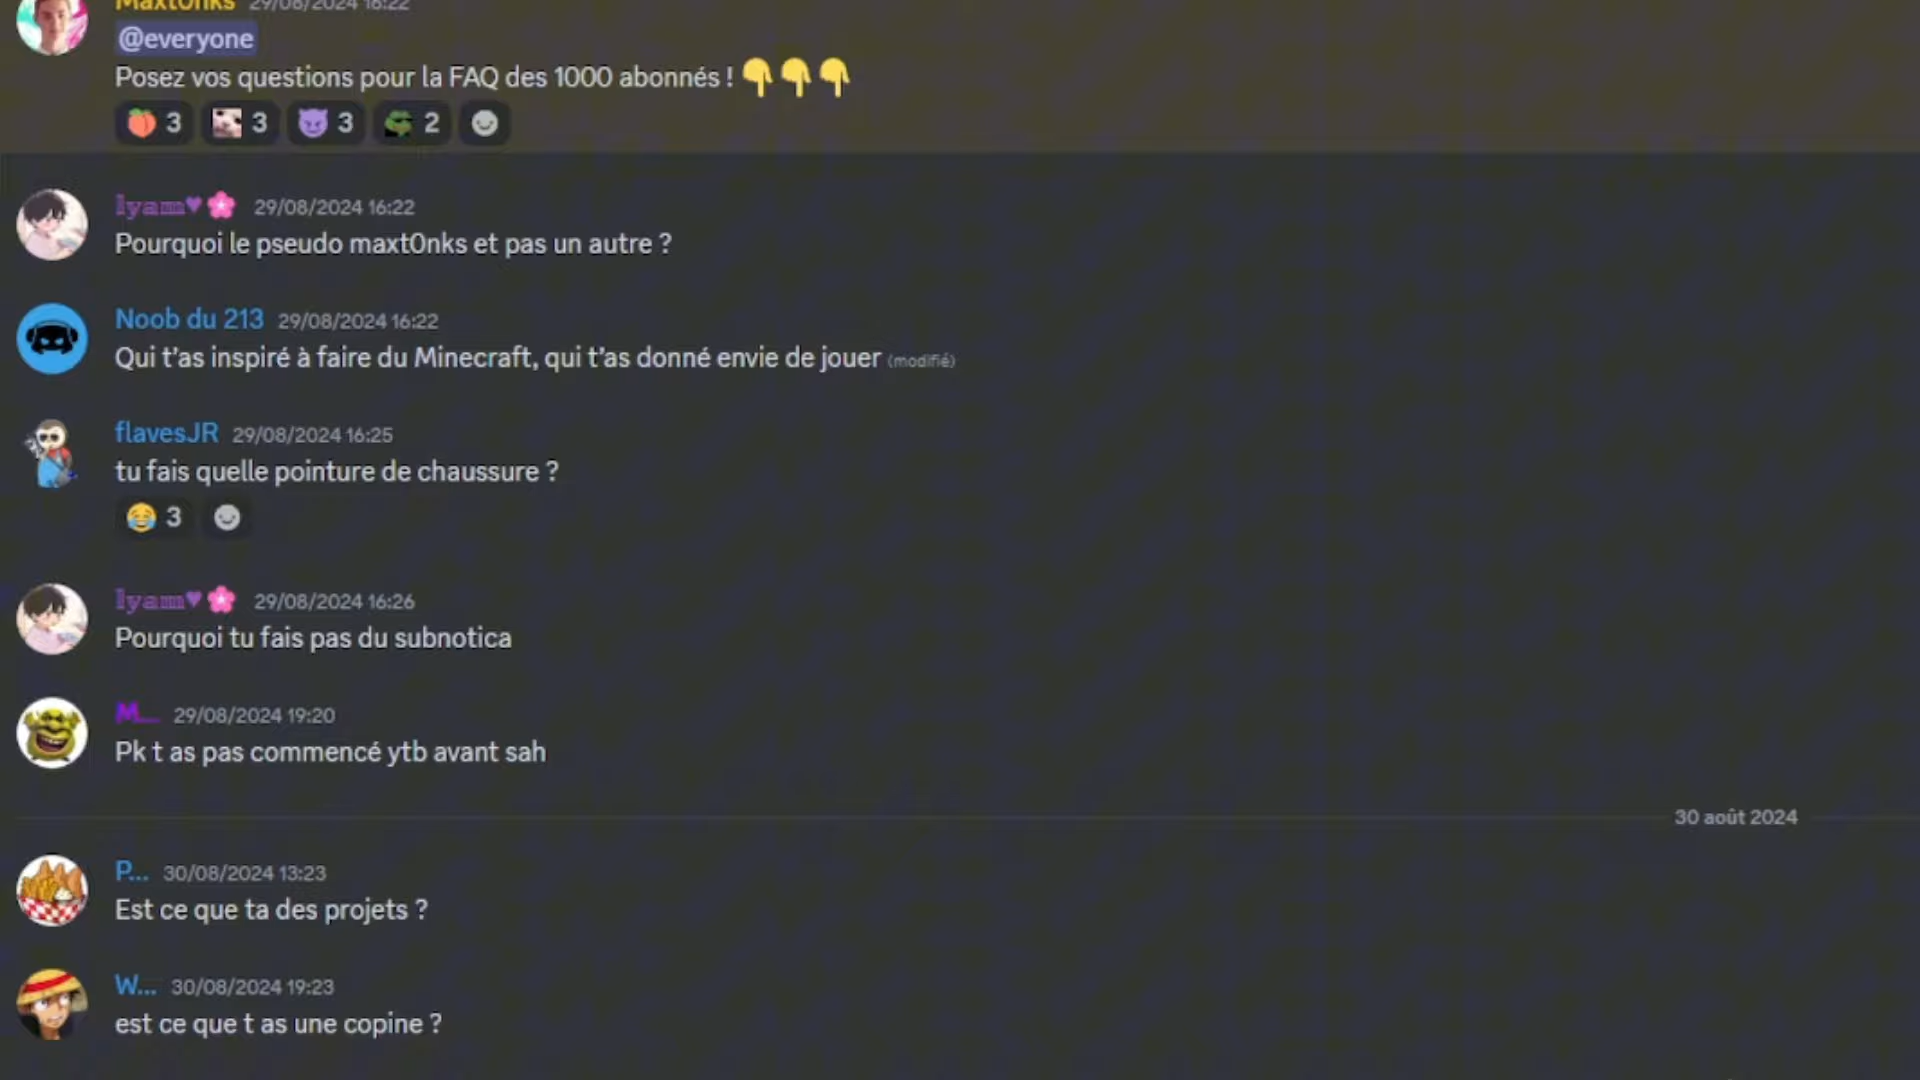 Maxt0nks 29/08/2024 16:22
@everyone
Posez vos questions pour la FAQ des 1000 abonnés ! 👇👇👇
🍑 3 3 😈 3 2
lyam♥🌸 29/08/2024 16:22
Pourquoi le pseudo maxt0nks et pas un autre ?
Noob du 213 29/08/2024 16:22
Qui t'as inspiré à faire du Minecraft, qui t'as donné envie de jouer (modifié)
flavesJR 29/08/2024 16:25
tu fais quelle pointure de chaussure ?
😂 3
lyam♥🌸 29/08/2024 16:26
Pourquoi tu fais pas du subnotica
M... 29/08/2024 19:20
Pk t as pas commencé ytb avant sah
30 août 2024
P... 30/08/2024 13:23
Est ce que ta des projets ?
W... 30/08/2024 19:23
est ce que t as une copine ?